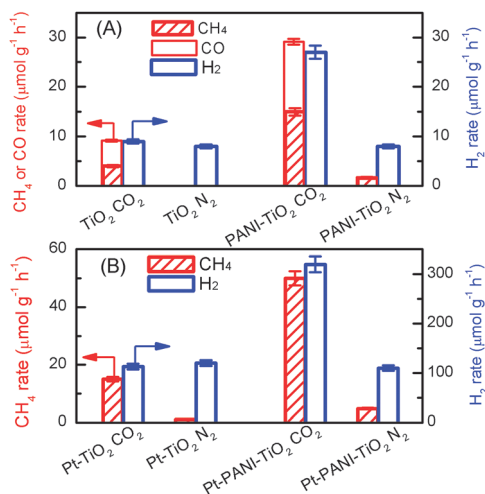 (A)
CH₄
CO
H₂
CH₄ or CO rate (μmol g⁻¹ h⁻¹)
30
20
10
0
30
20
10
0
H₂ rate (μmol g⁻¹ h⁻¹)
TiO₂ CO₂
TiO₂ N₂
PANI-TiO₂ CO₂
PANI-TiO₂ N₂
(B)
CH₄
H₂
CH₄ rate (μmol g⁻¹ h⁻¹)
60
40
20
0
300
200
100
0
H₂ rate (μmol g⁻¹ h⁻¹)
Pt-TiO₂ CO₂
Pt-TiO₂ N₂
Pt-PANI-TiO₂ CO₂
Pt-PANI-TiO₂ N₂